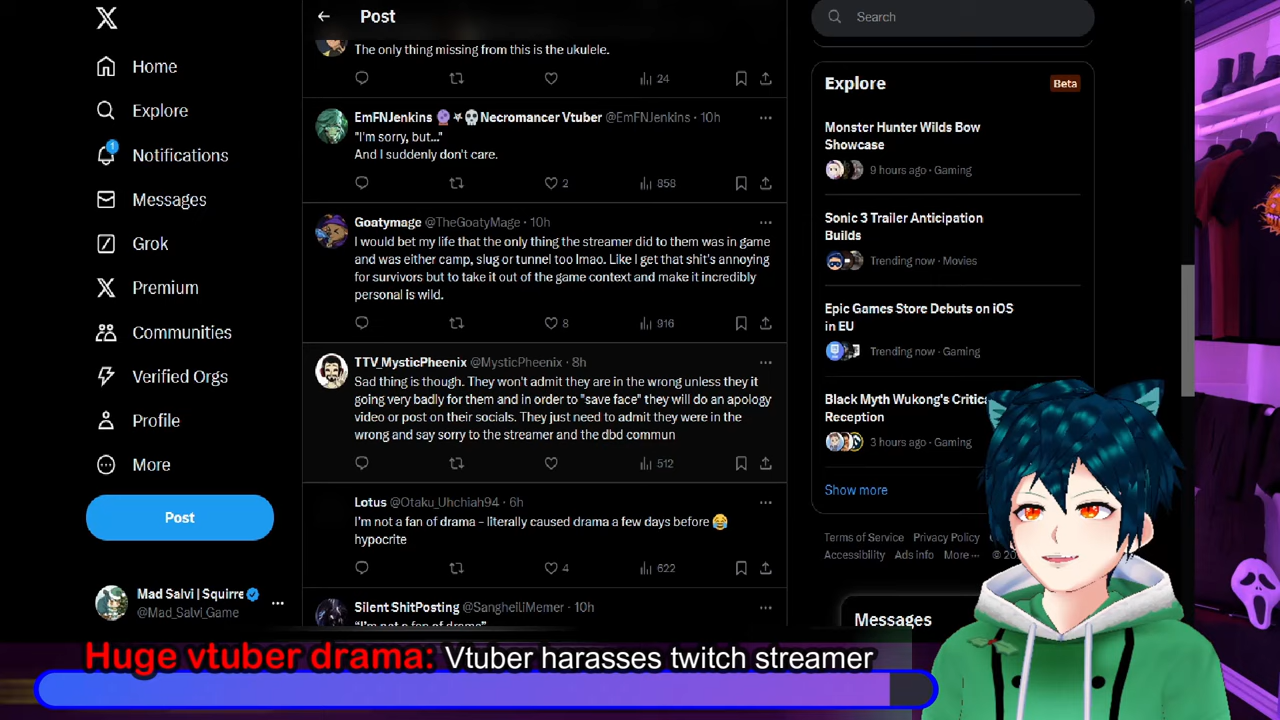 Home
Explore
1
Notifications
Messages
Grok
Premium
Communities
Verified Orgs
Profile
More
Post
Mad Salvi | Squirre
@Mad_Salvi_Game
Post
The only thing missing from this is the ukulele.
24
EmFNJenkins 🔮⛧💀Necromancer Vtuber @EmFNJenkins · 10h
"I'm sorry, but..."
And I suddenly don't care.
2 858
Goatymage @TheGoatyMage · 10h
I would bet my life that the only thing the streamer did to them was in game
and was either camp, slug or tunnel too lmao. Like I get that shit's annoying
for survivors but to take it out of the game context and make it incredibly
personal is wild.
8 916
TTV_MysticPheenix @MysticPheenix · 8h
Sad thing is though. They won't admit they are in the wrong unless they it
going very badly for them and in order to "save face" they will do an apology
video or post on their socials. They just need to admit they were in the
wrong and say sorry to the streamer and the dbd commun
512
Lotus @Otaku_Uhchiah94 · 6h
I'm not a fan of drama - literally caused drama a few days before 😂
hypocrite
4 622
Silent ShitPosting @SanghelliMemer · 10h
"I'm not a fan of drama"
Search
Explore
Beta
Monster Hunter Wilds Bow
Showcase
9 hours ago · Gaming
Sonic 3 Trailer Anticipation
Builds
Trending now · Movies
Epic Games Store Debuts on iOS
in EU
Trending now · Gaming
Black Myth Wukong's Critic
Reception
3 hours ago · Gaming
Show more
Terms of Service Privacy Policy
Accessibility Ads info More···
Messages
Huge vtuber drama: Vtuber harasses twitch streamer